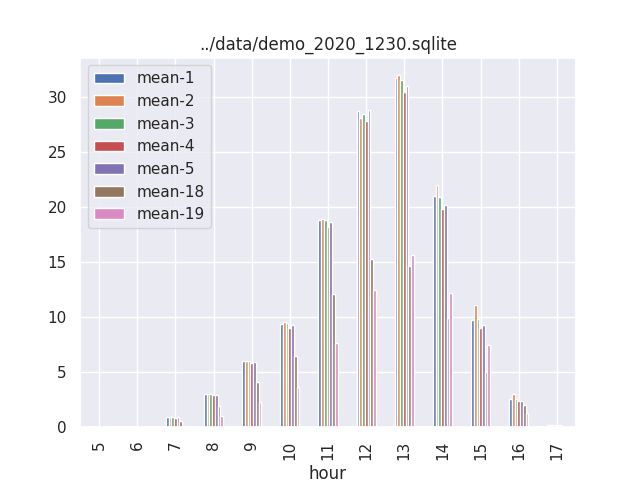 ../data/demo_2020_1230.sqlite
mean-1
mean-2
mean-3
mean-4
mean-5
mean-18
mean-19
30
25
20
15
10
5
0
5 6 7 8 9 10 11 12 13 14 15 16 17
hour